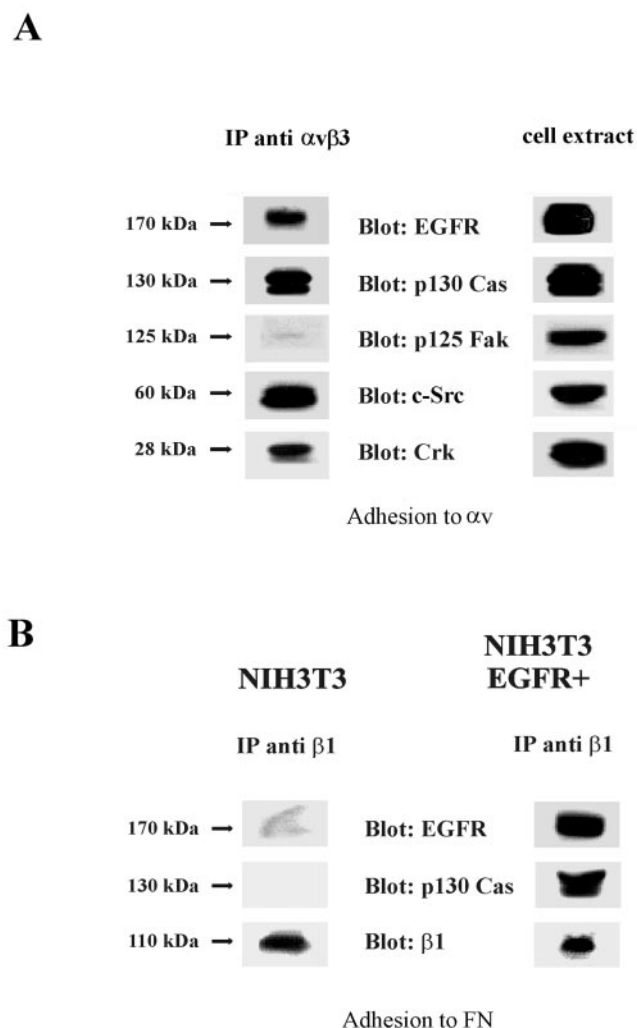 A
IP anti αvβ3 cell extract
170 kDa → Blot: EGFR
130 kDa → Blot: p130 Cas
125 kDa → Blot: p125 Fak
60 kDa → Blot: c-Src
28 kDa → Blot: Crk
Adhesion to αv
B
NIH3T3
NIH3T3
EGFR+
IP anti β1 IP anti β1
170 kDa → Blot: EGFR
130 kDa → Blot: p130 Cas
110 kDa → Blot: β1
Adhesion to FN